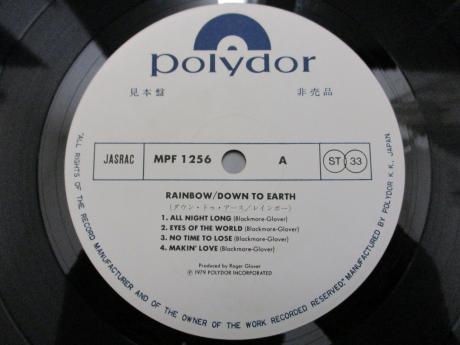 polydor
見本盤 非売品
JASRAC MPF 1256 A ST 33
RAINBOW/DOWN TO EARTH
(ダウン・トゥ・アース/レインボー)
1. ALL NIGHT LONG (Blackmore-Glover)
2. EYES OF THE WORLD (Blackmore-Glover)
3. NO TIME TO LOSE (Blackmore-Glover)
4. MAKIN' LOVE (Blackmore-Glover)
Produced by Roger Glover
℗ 1979 POLYDOR INCORPORATED
"ALL RIGHTS OF THE RECORD MANUFACTURER AND OF THE OWNER OF THE WORK RECORDED RESERVED." MANUFACTURED BY POLYDOR K. K., JAPAN.